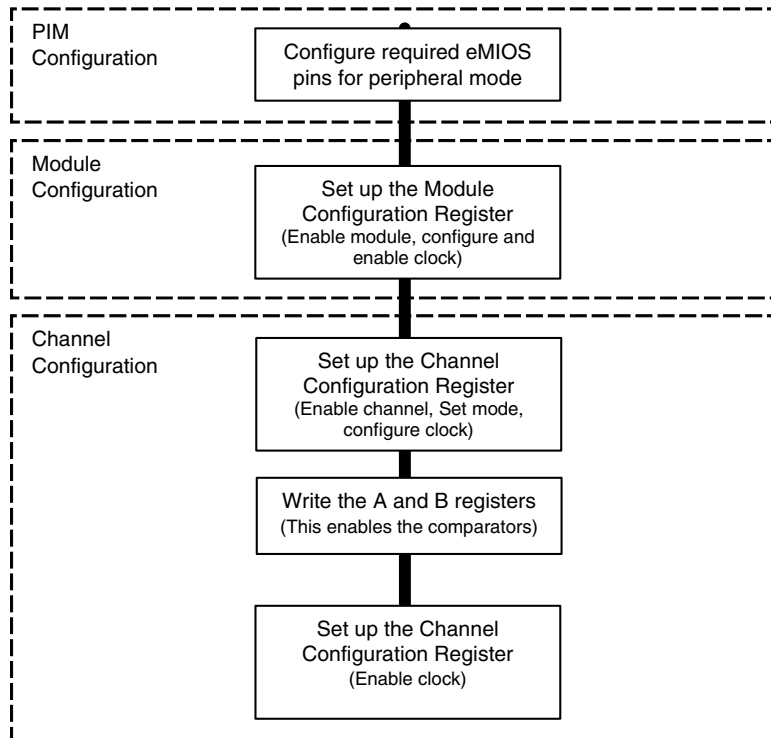 PIM
Configuration
Configure required eMIOS
pins for peripheral mode
Module
Configuration
Set up the Module
Configuration Register
(Enable module, configure and
enable clock)
Channel
Configuration
Set up the Channel
Configuration Register
(Enable channel, Set mode,
configure clock)
Write the A and B registers
(This enables the comparators)
Set up the Channel
Configuration Register
(Enable clock)